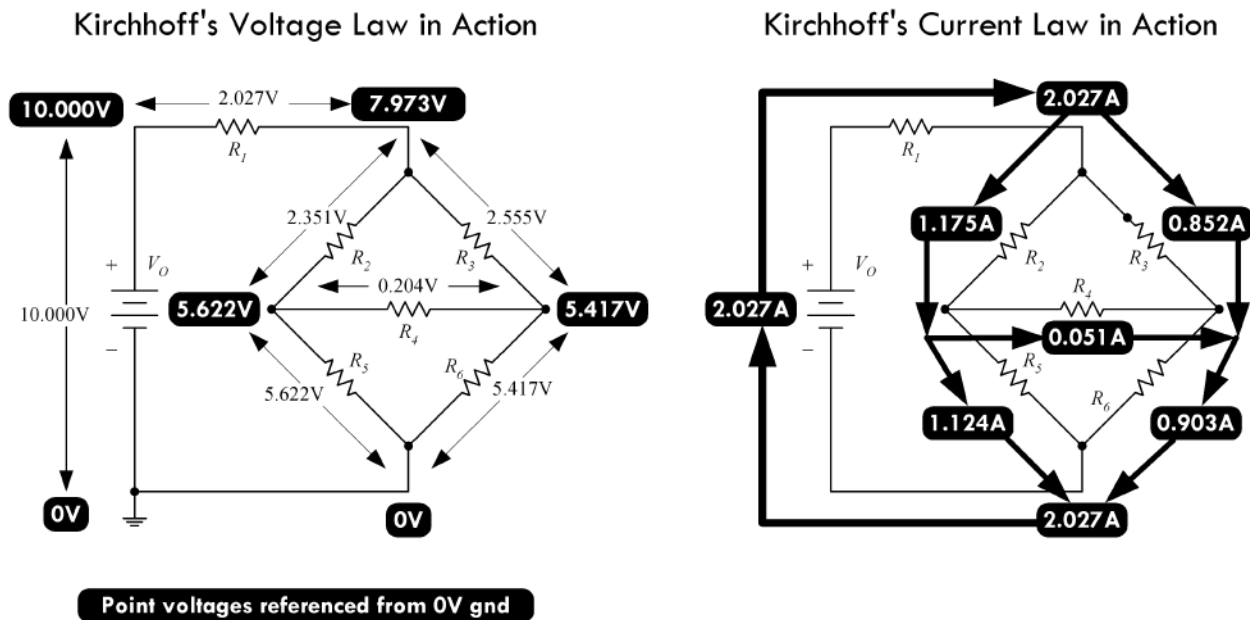 Kirchhoff's Voltage Law in Action
10.000V
2.027V
7.973V
R1
2.351V
2.555V
R2
R3
+
VO
10.000V
5.622V
0.204V
5.417V
R4
−
R5
R6
5.622V
5.417V
0V
0V
Point voltages referenced from 0V gnd
Kirchhoff's Current Law in Action
2.027A
R1
1.175A
0.852A
R2
R3
+
VO
2.027A
R4
0.051A
−
R5
R6
1.124A
0.903A
2.027A